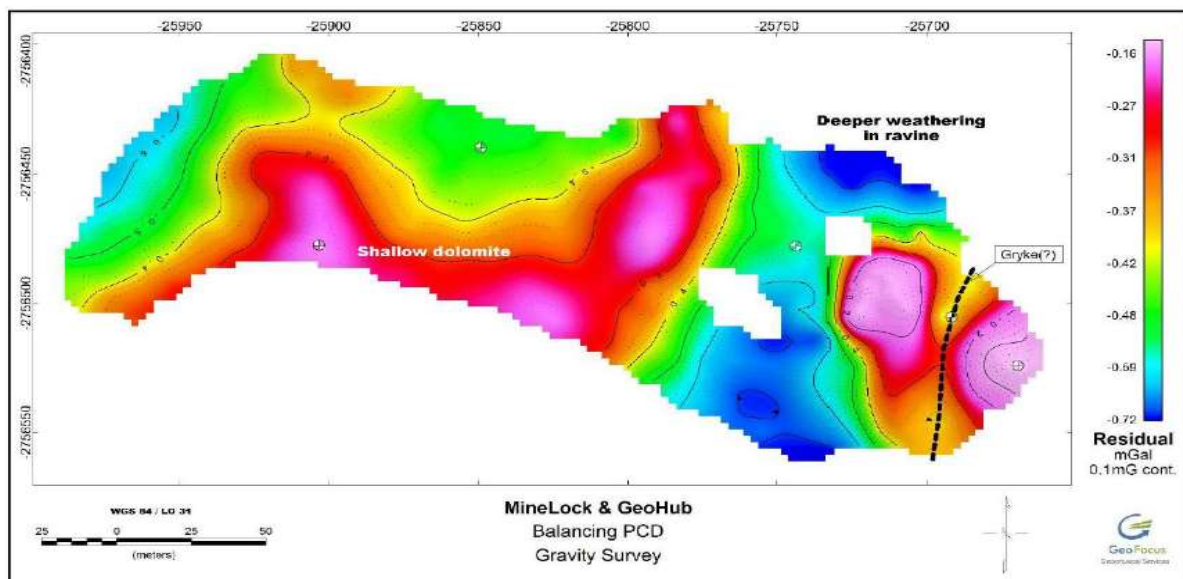 -25950 -25900 -25850 -25800 -25750 -25700
-2756400
-2756450
-2756500
-2756550
Deeper weathering
in ravine
Shallow dolomite
Gryke(?)
-0.16
-0.27
-0.31
-0.37
-0.42
-0.48
-0.59
-0.72
Residual
mGal
0.1mG cont.
WGS 84 / LO 31
25 0 25 50
(meters)
MineLock & GeoHub
Balancing PCD
Gravity Survey
GeoFocus
Geophysical Services